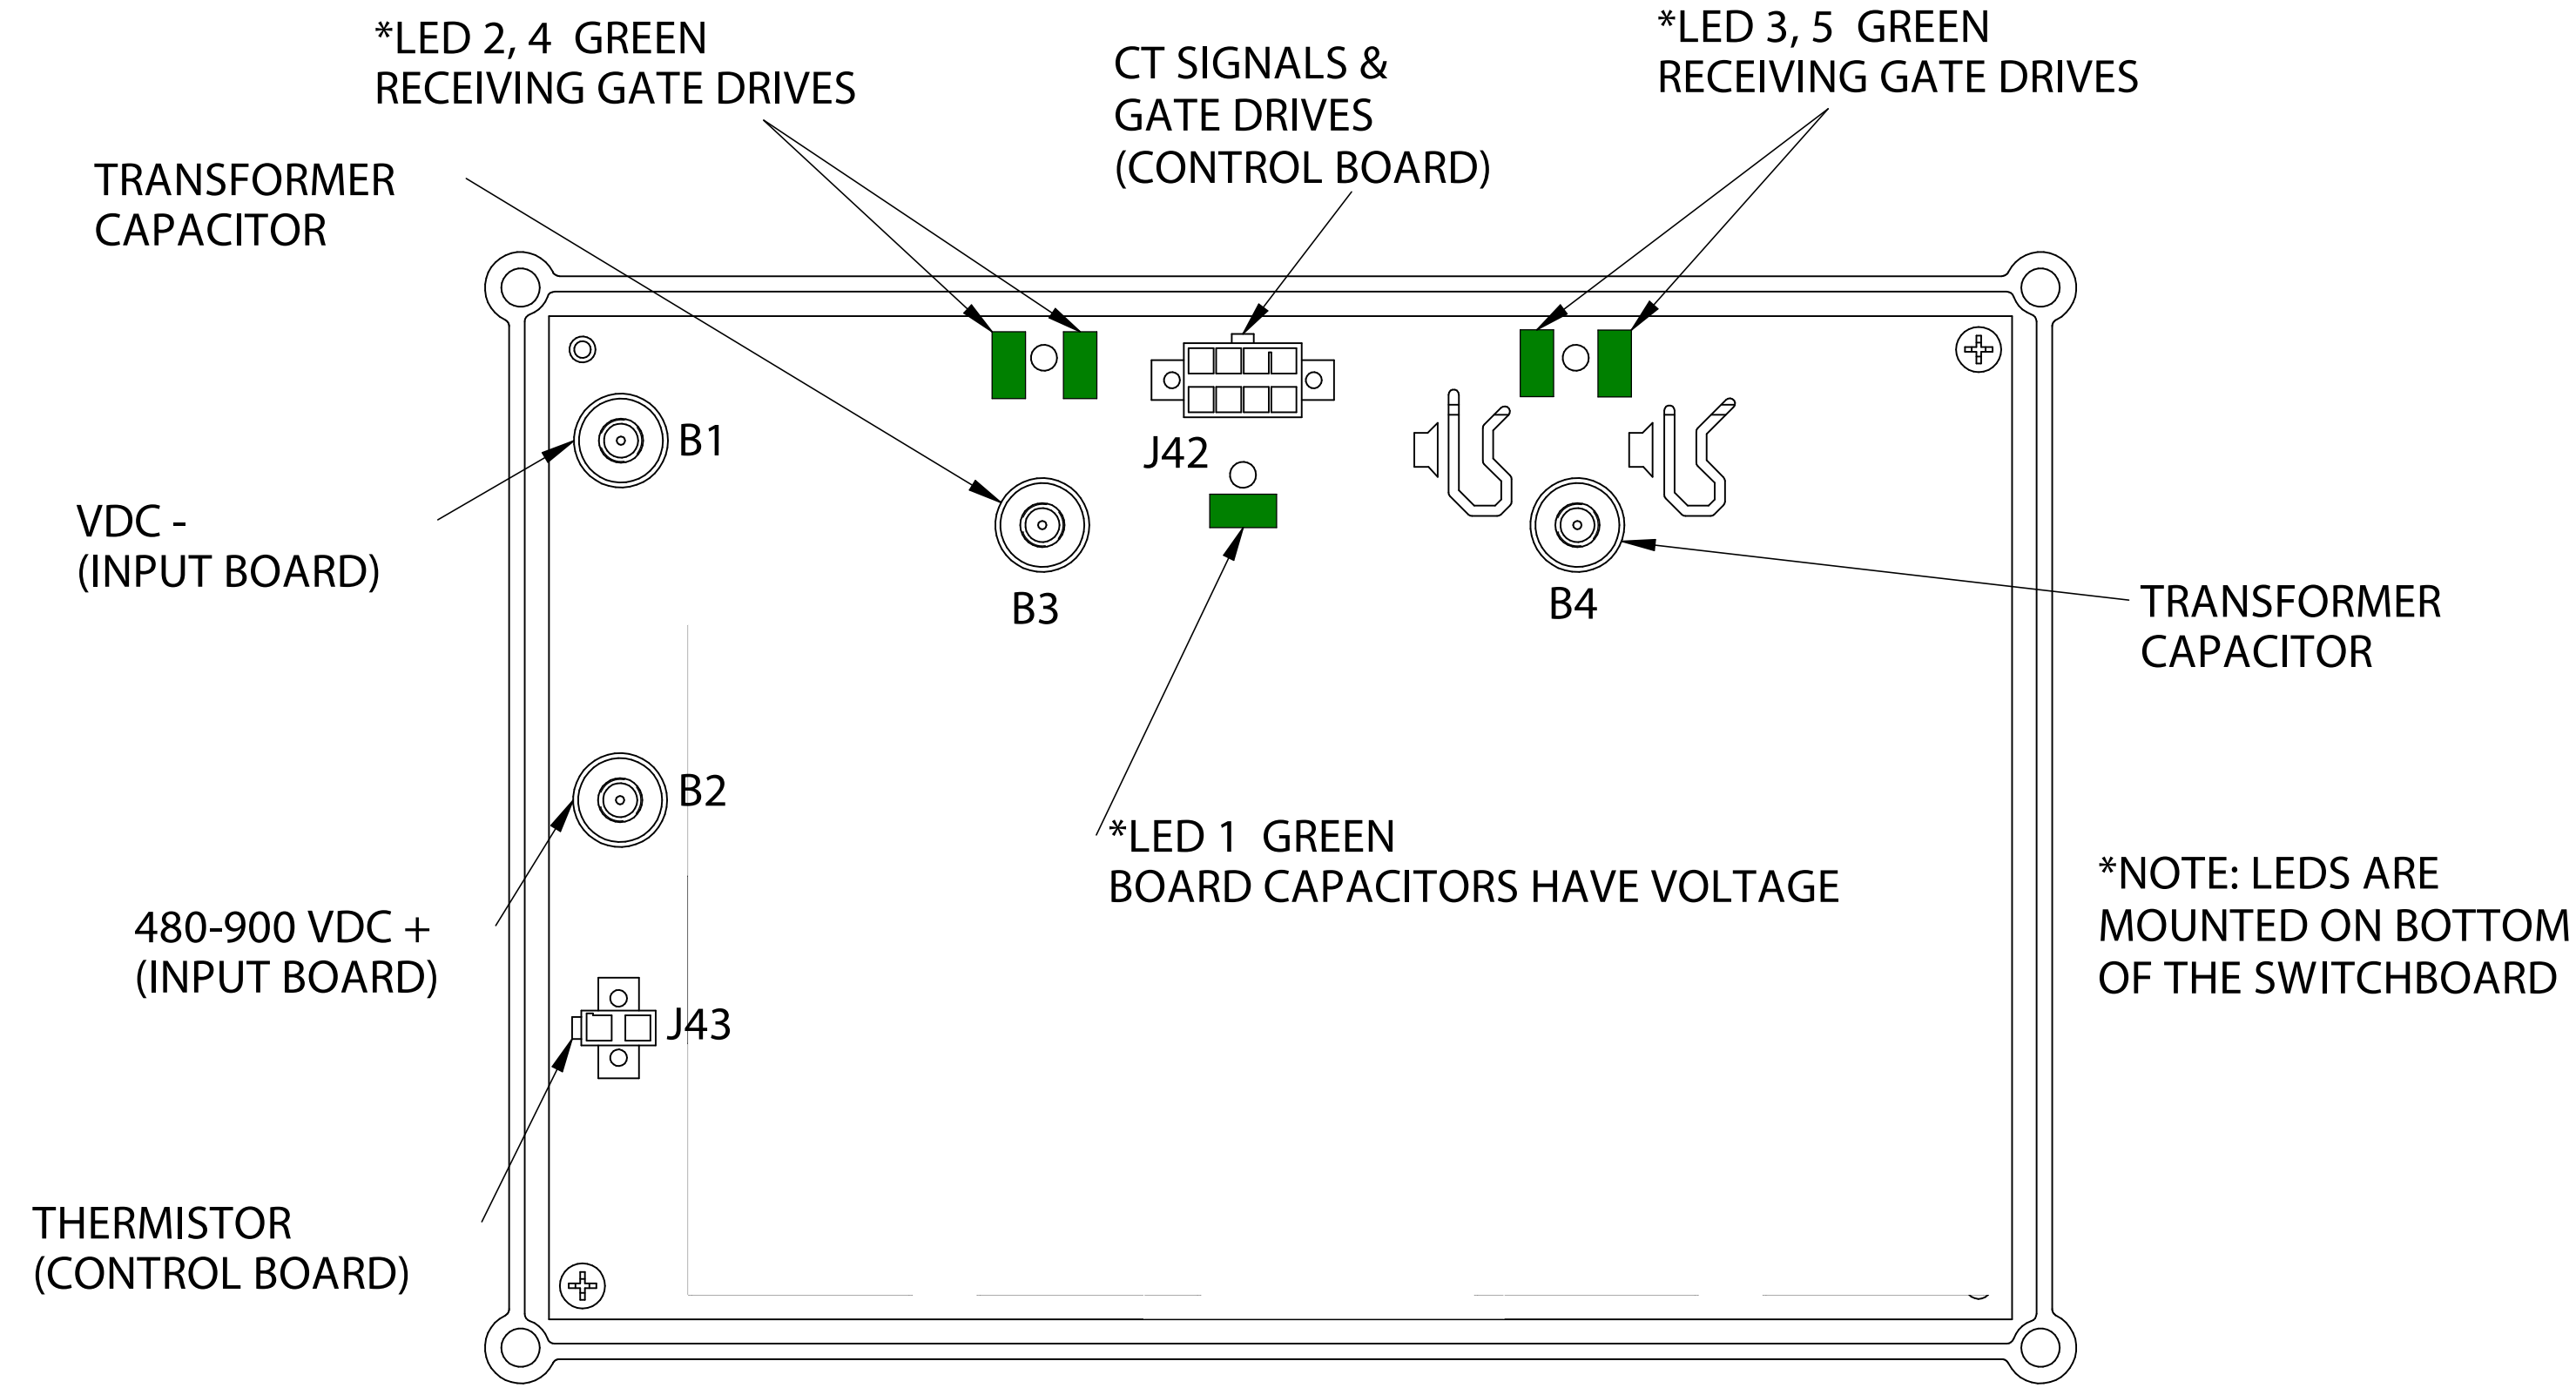 *LED 2, 4  GREEN
RECEIVING GATE DRIVES
CT SIGNALS &
GATE DRIVES
(CONTROL BOARD)
*LED 3, 5  GREEN
RECEIVING GATE DRIVES
TRANSFORMER
CAPACITOR
B1
J42
VDC -
(INPUT BOARD)
B3
B4
TRANSFORMER
CAPACITOR
B2
*LED 1  GREEN
BOARD CAPACITORS HAVE VOLTAGE
480-900 VDC +
(INPUT BOARD)
*NOTE: LEDS ARE
MOUNTED ON BOTTOM
OF THE SWITCHBOARD
J43
THERMISTOR
(CONTROL BOARD)